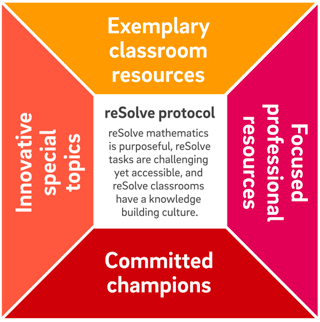 Exemplary
classroom
resources
Innovative
special
topics
reSolve protocol
reSolve mathematics
is purposeful, reSolve
tasks are challenging
yet accessible, and
reSolve classrooms
have a knowledge
building culture.
Focused
professional
resources
Committed
champions